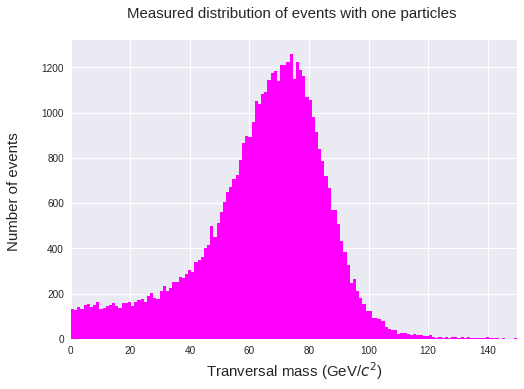 Measured distribution of events with one particles
Number of events
1200
1000
800
600
400
200
0
0 20 40 60 80 100 120 140
Tranversal mass (GeV/c²)